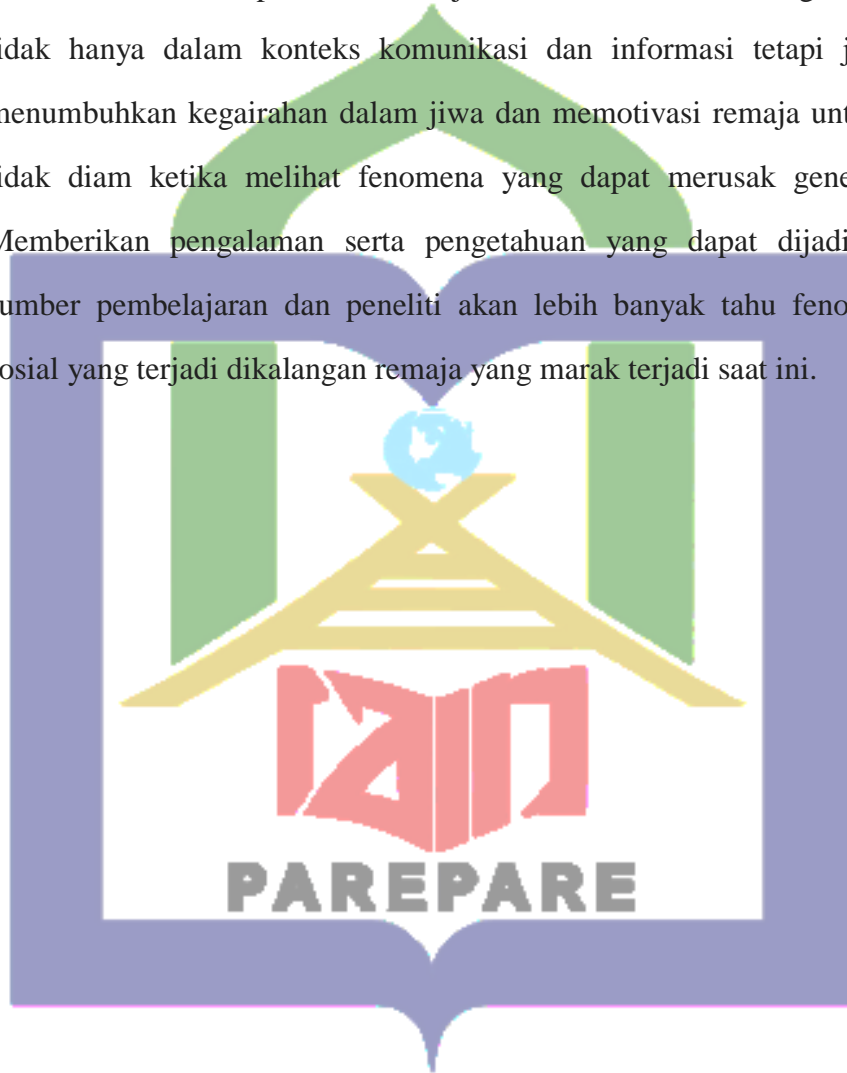 idak hanya dalam konteks komunikasi dan informasi tetapi j
menumbuhkan kegairahan dalam jiwa dan memotivasi remaja unt
idak diam ketika melihat fenomena yang dapat merusak gene
Memberikan pengalaman serta pengetahuan yang dapat dijadi
umber pembelajaran dan peneliti akan lebih banyak tahu feno
osial yang terjadi dikalangan remaja yang marak terjadi saat ini.
iain
PAREPARE